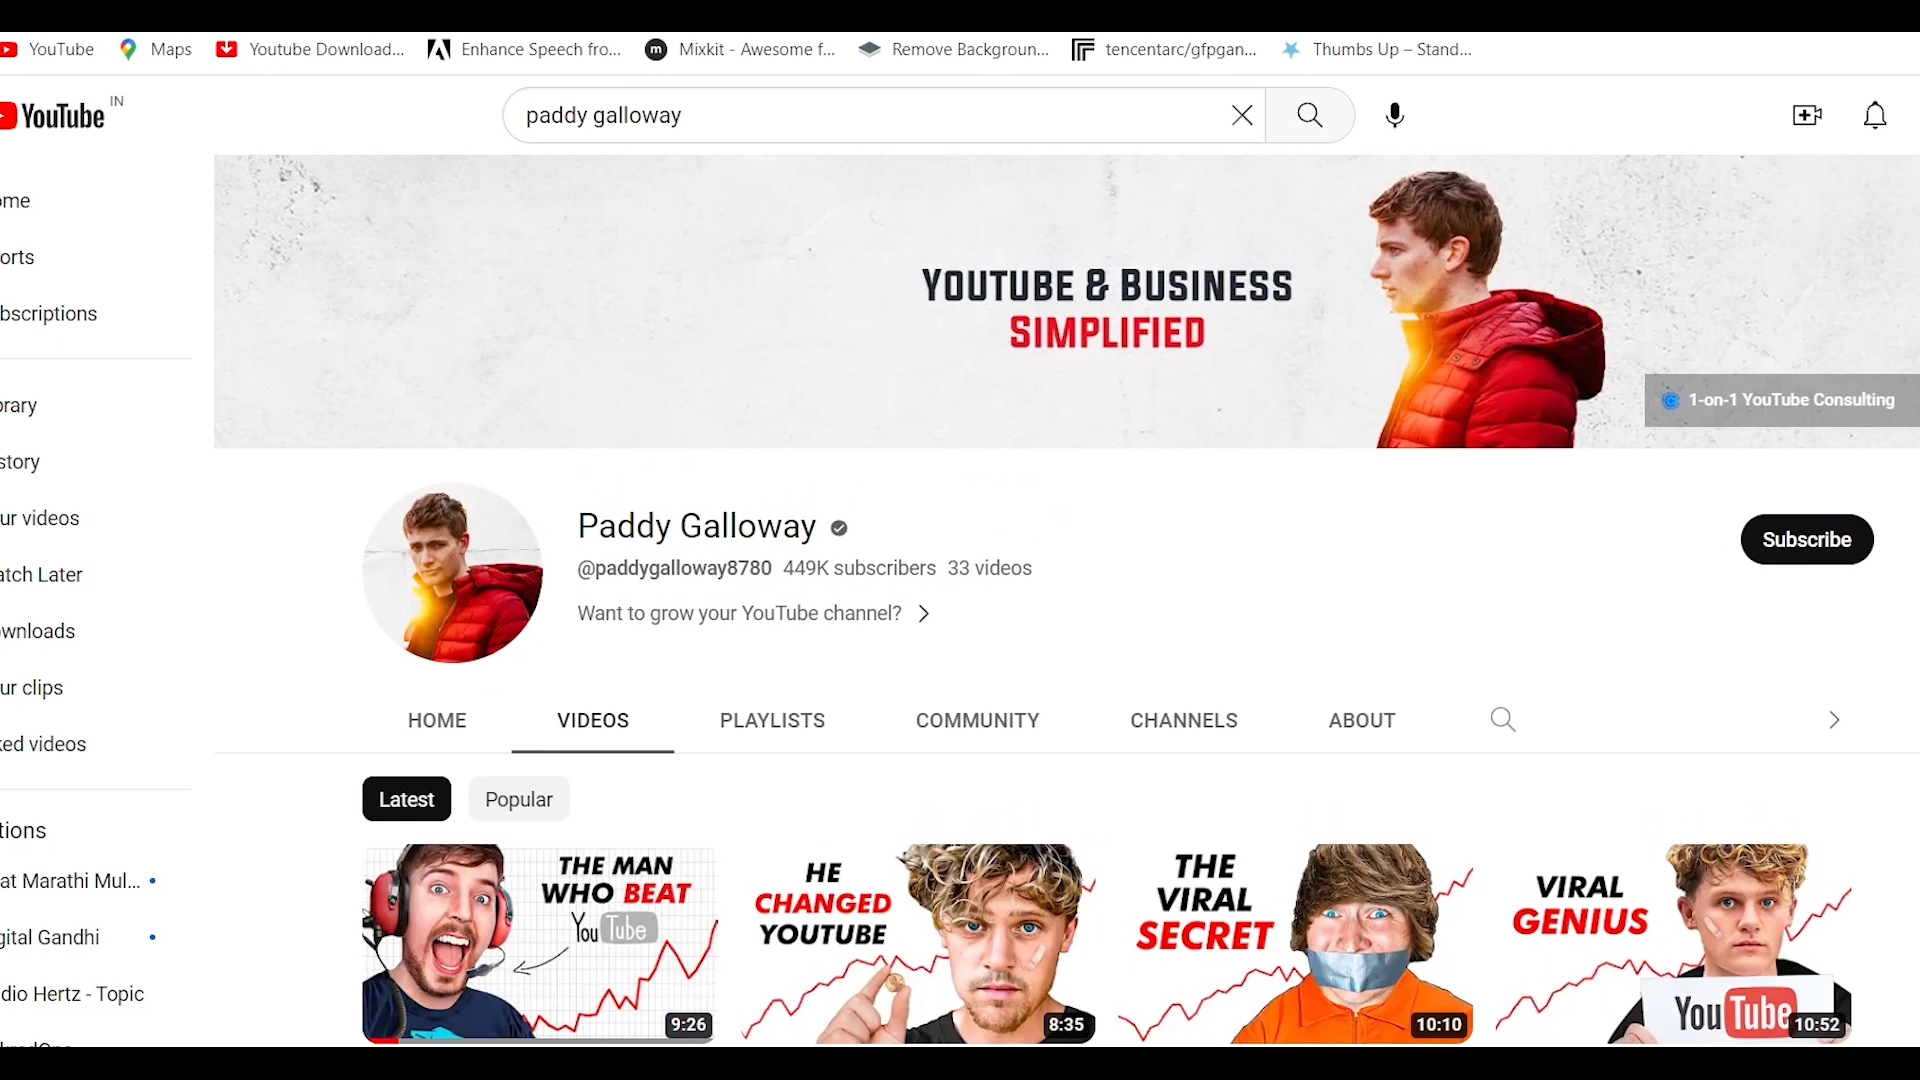 YouTube Maps Youtube Download... Enhance Speech fro... Mixkit - Awesome f... Remove Backgroun... tencentarc/gfpgan... Thumbs Up – Stand...
YouTube IN
paddy galloway
ome
orts
bscriptions
brary
story
ur videos
atch Later
ownloads
ur clips
ked videos
tions
at Marathi Mul...
gital Gandhi
dio Hertz - Topic
YOUTUBE & BUSINESS
SIMPLIFIED
1-on-1 YouTube Consulting
Paddy Galloway
@paddygalloway8780 449K subscribers 33 videos
Want to grow your YouTube channel?
Subscribe
HOME VIDEOS PLAYLISTS COMMUNITY CHANNELS ABOUT
Latest Popular
THE MAN
WHO BEAT
YouTube
9:26
HE
CHANGED
YOUTUBE
8:35
THE
VIRAL
SECRET
10:10
VIRAL
GENIUS
YouTube
10:52